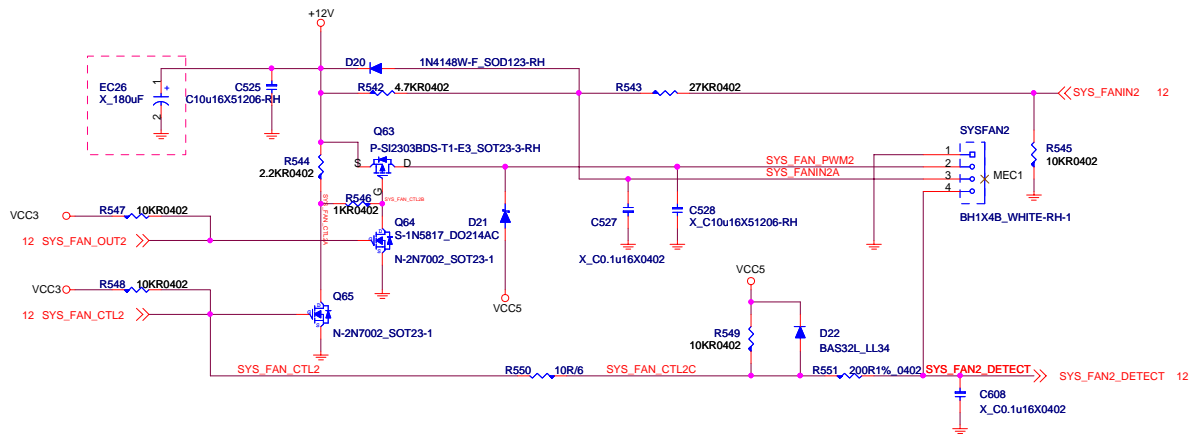 +12V
D20
1N4148W-F_SOD123-RH
EC26
X_180uF
1
+
2
C525
C10u16X51206-RH
R542
4.7KR0402
R543
27KR0402
SYS_FANIN2
12
Q63
P-SI2303BDS-T1-E3_SOT23-3-RH
S
D
G
R544
2.2KR0402
SYS_FAN_PWM2
SYS_FANIN2A
SYSFAN2
1
2
3
4
MEC1
BH1X4B_WHITE-RH-1
R545
10KR0402
R546
1KR0402
SYS_FAN_CTL2B
SYS_FAN_CTL2A
VCC3
R547
10KR0402
12
SYS_FAN_OUT2
Q64
S-1N5817_DO214AC
N-2N7002_SOT23-1
D21
VCC5
C527
X_C0.1u16X0402
C528
X_C10u16X51206-RH
VCC3
R548
10KR0402
12
SYS_FAN_CTL2
Q65
N-2N7002_SOT23-1
VCC5
R549
10KR0402
D22
BAS32L_LL34
SYS_FAN_CTL2
R550
10R/6
SYS_FAN_CTL2C
R551
200R1%_0402
SYS_FAN2_DETECT
SYS_FAN2_DETECT
12
C608
X_C0.1u16X0402